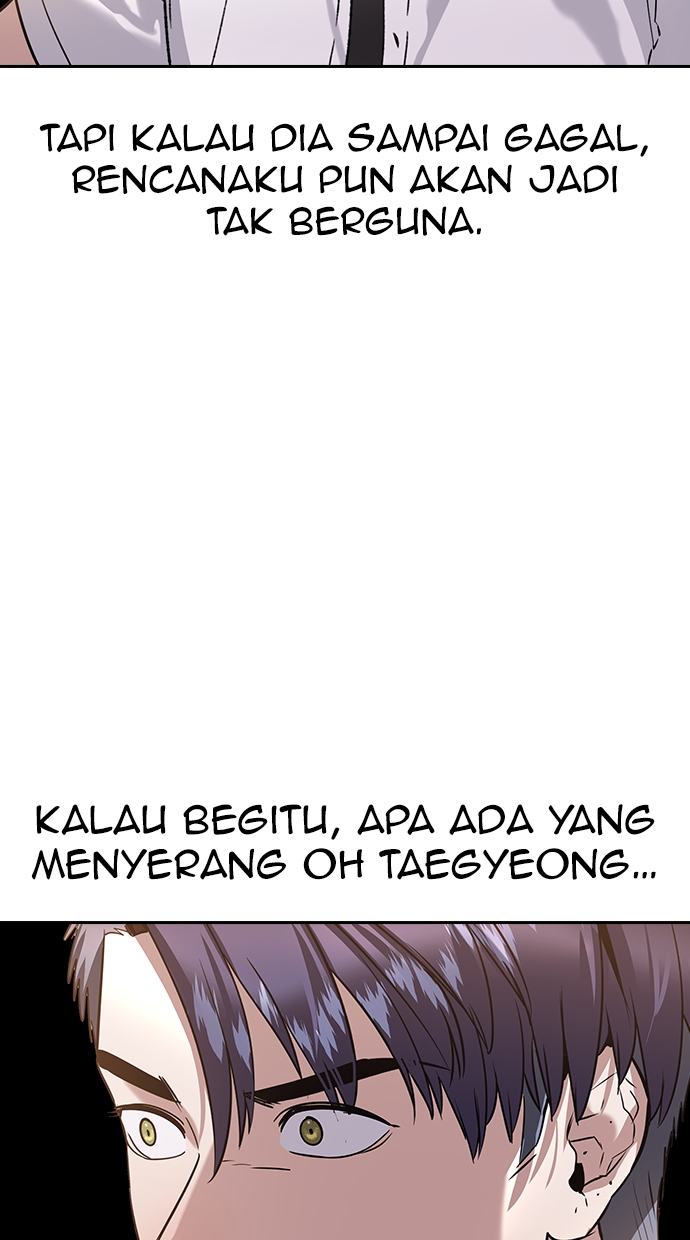 TAPI KALAU DIA SAMPAI GAGAL,
RENCANAKU PUN AKAN JADI
TAK BERGUNA.
KALAU BEGITU, APA ADA YANG
MENYERANG OH TAEGYEONG...